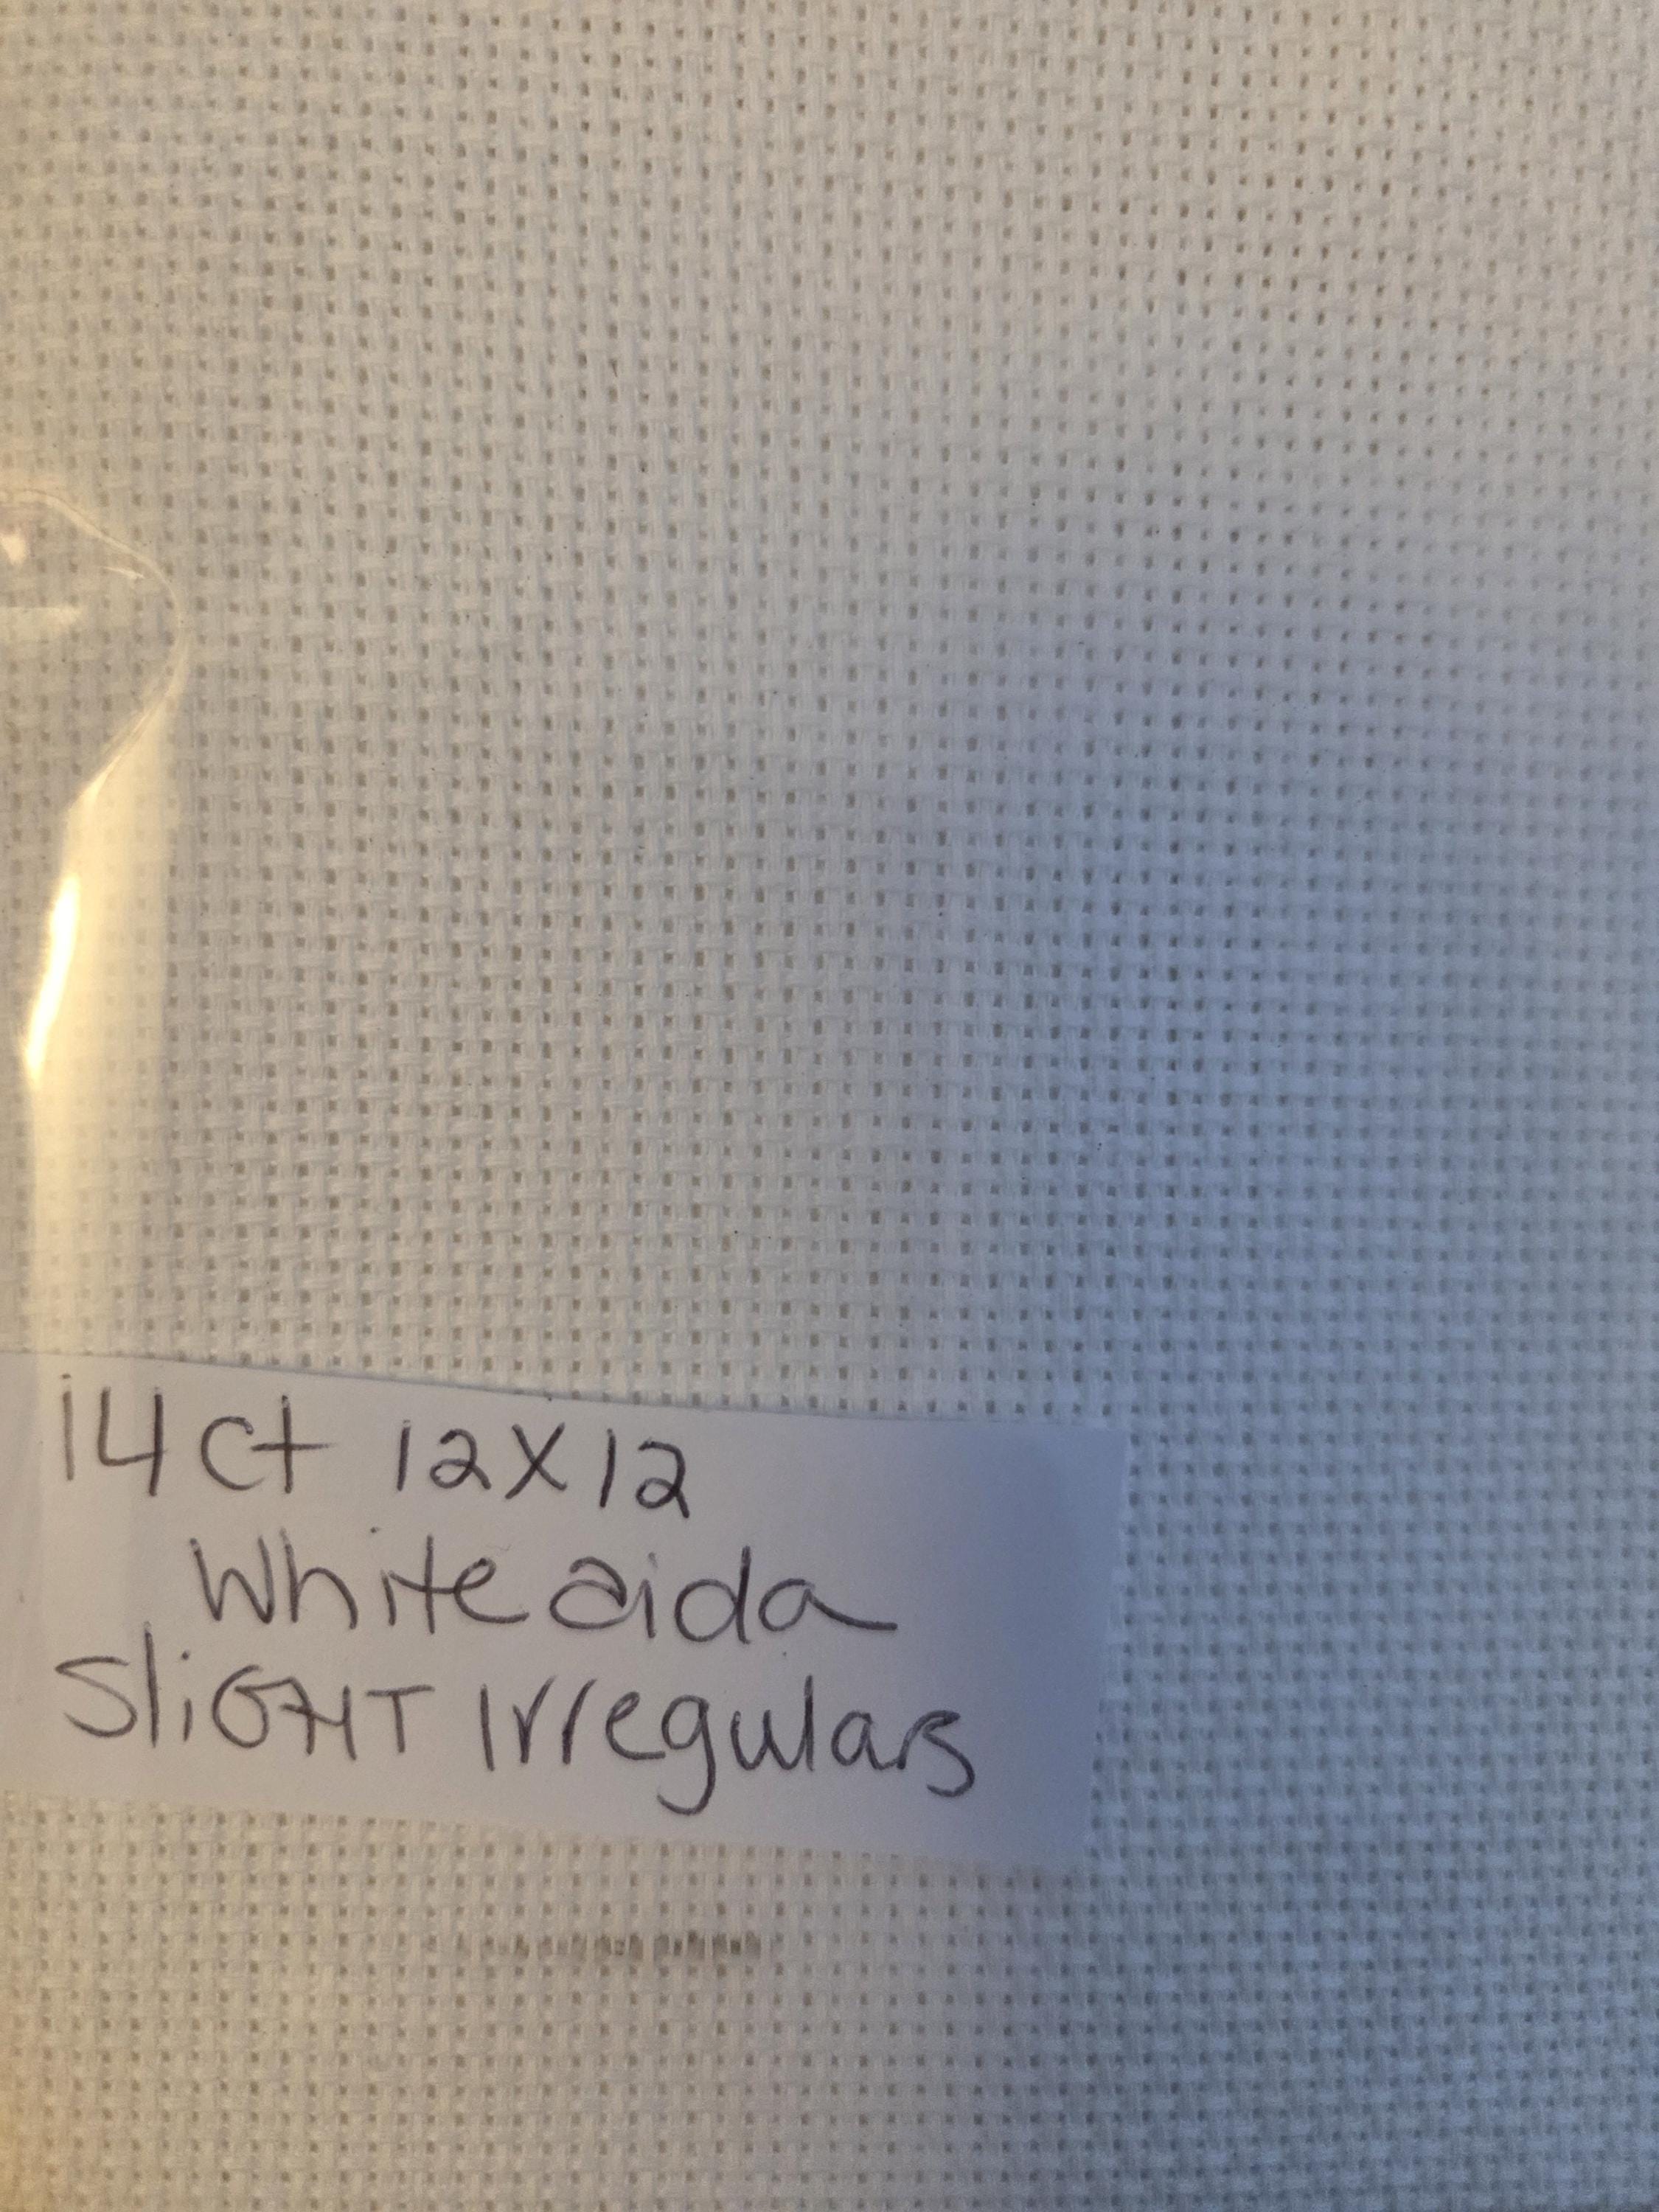 14 ct 12X12
White aida
SliGHT Irregulars